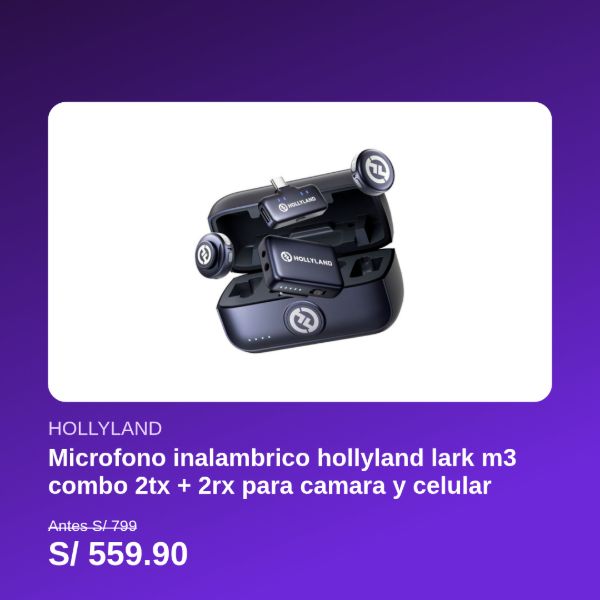 HOLLYLAND
HOLLYLAND
HOLLYLAND
Microfono inalambrico hollyland lark m3
combo 2tx + 2rx para camara y celular
Antes S/ 799
S/ 559.90